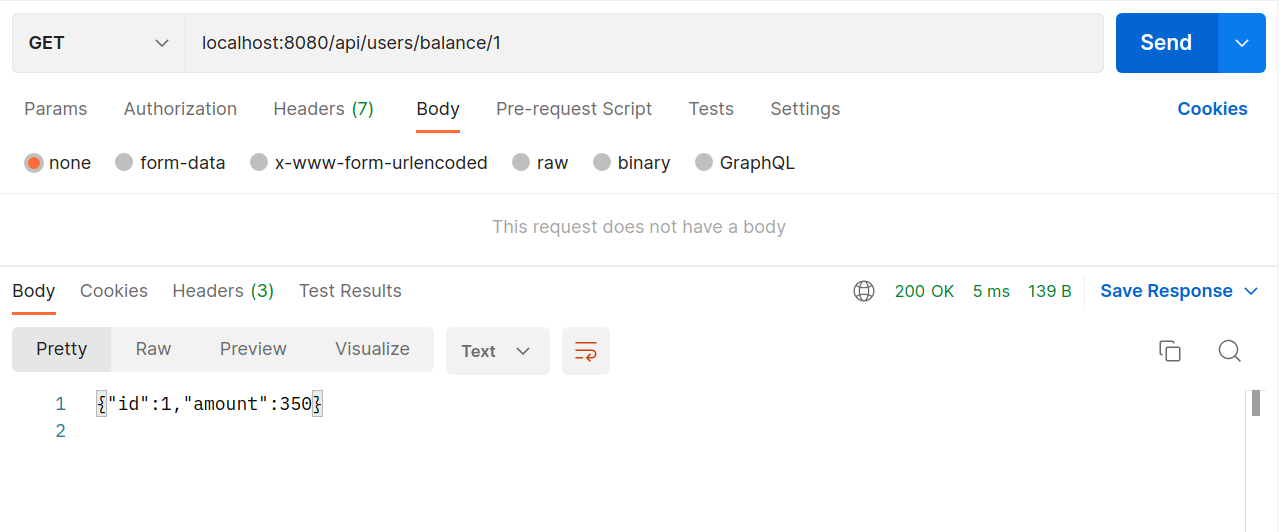 GET localhost:8080/api/users/balance/1 Send
Params Authorization Headers (7) Body Pre-request Script Tests Settings Cookies
none form-data x-www-form-urlencoded raw binary GraphQL
This request does not have a body
Body Cookies Headers (3) Test Results 200 OK 5 ms 139 B Save Response
Pretty Raw Preview Visualize Text
1 {"id":1,"amount":350}
2